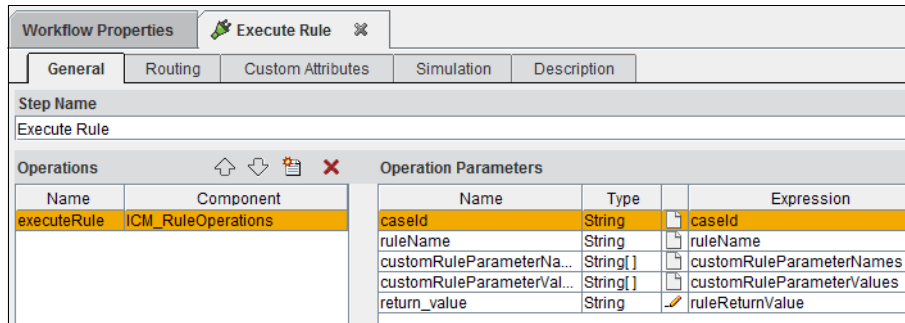 Workflow Properties Execute Rule
General Routing Custom Attributes Simulation Description
Step Name
Execute Rule
Operations Operation Parameters
Name Component Name Type Expression
executeRule ICM_RuleOperations caseId String caseId
ruleName String ruleName
customRuleParameterNa... String[ ] customRuleParameterNames
customRuleParameterVal... String[ ] customRuleParameterValues
return_value String ruleReturnValue